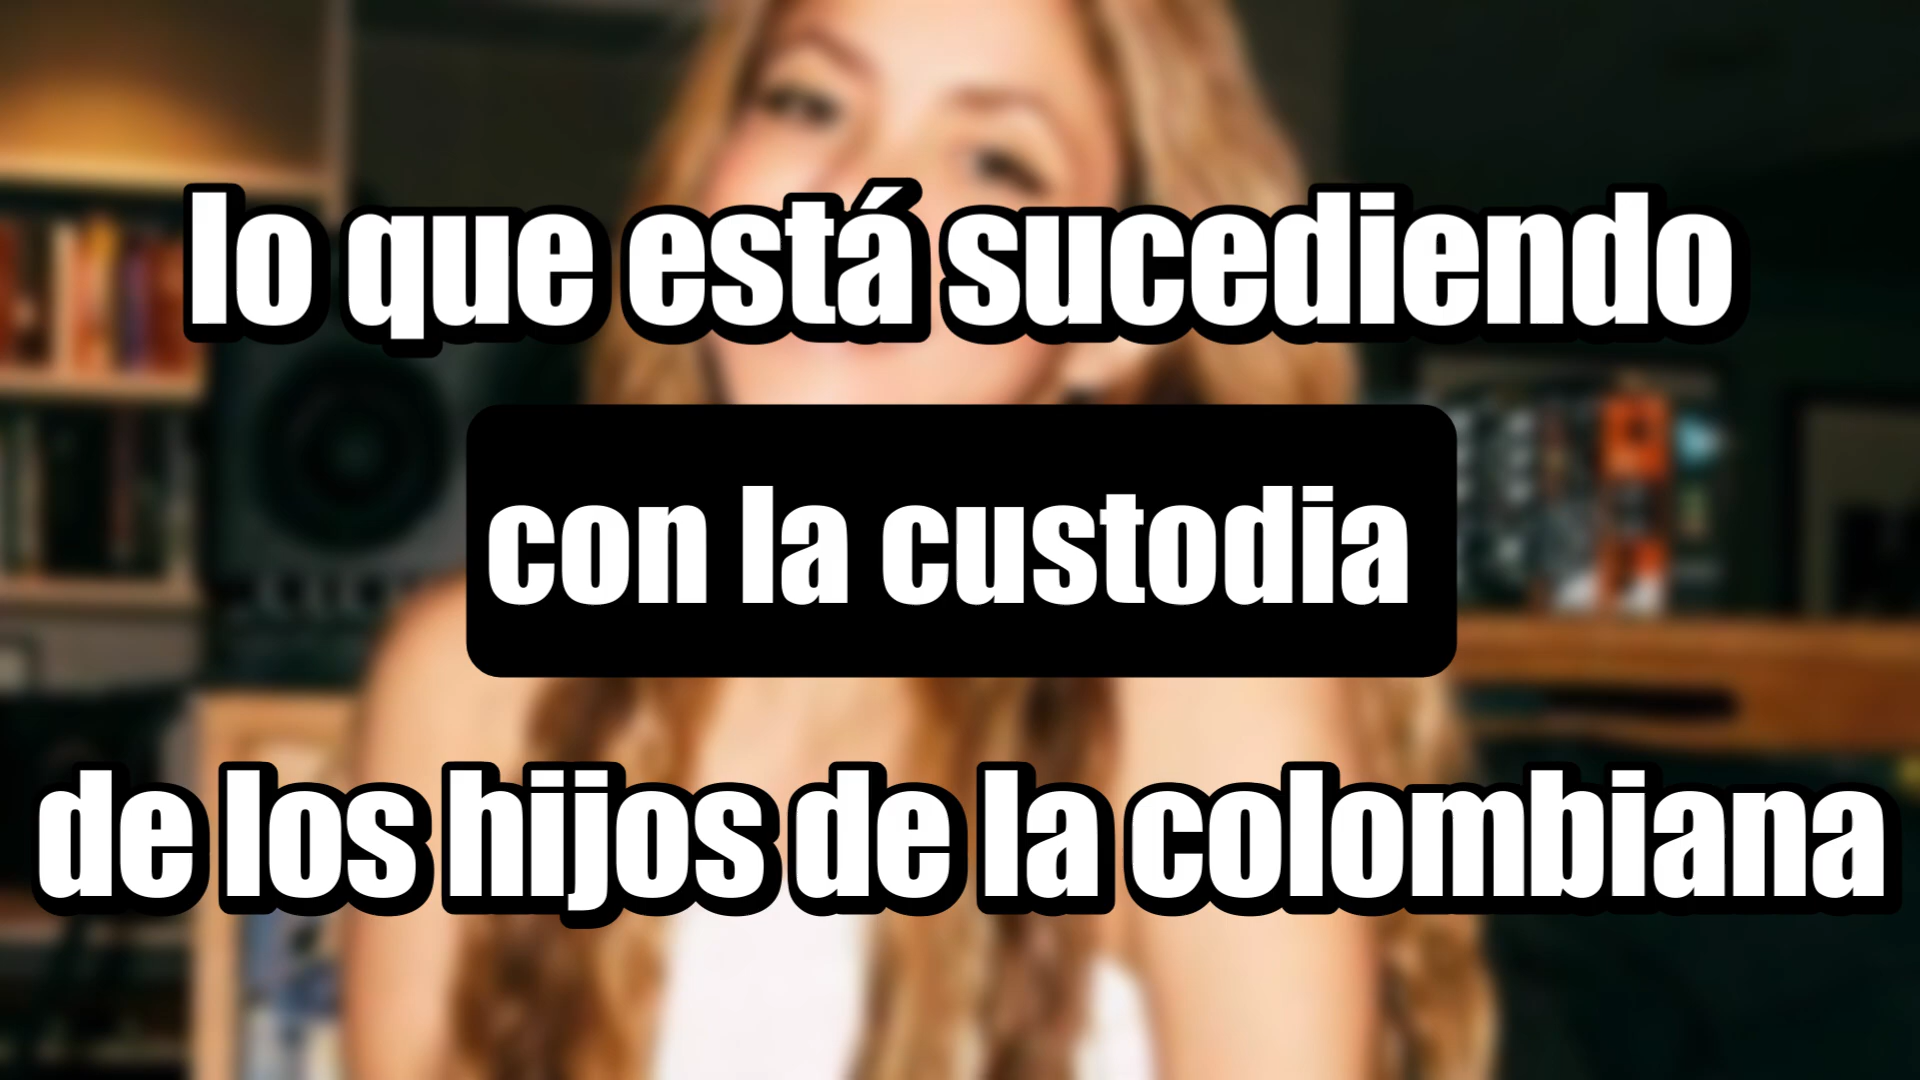 lo que está sucediendo
con la custodia
de los hijos de la colombiana